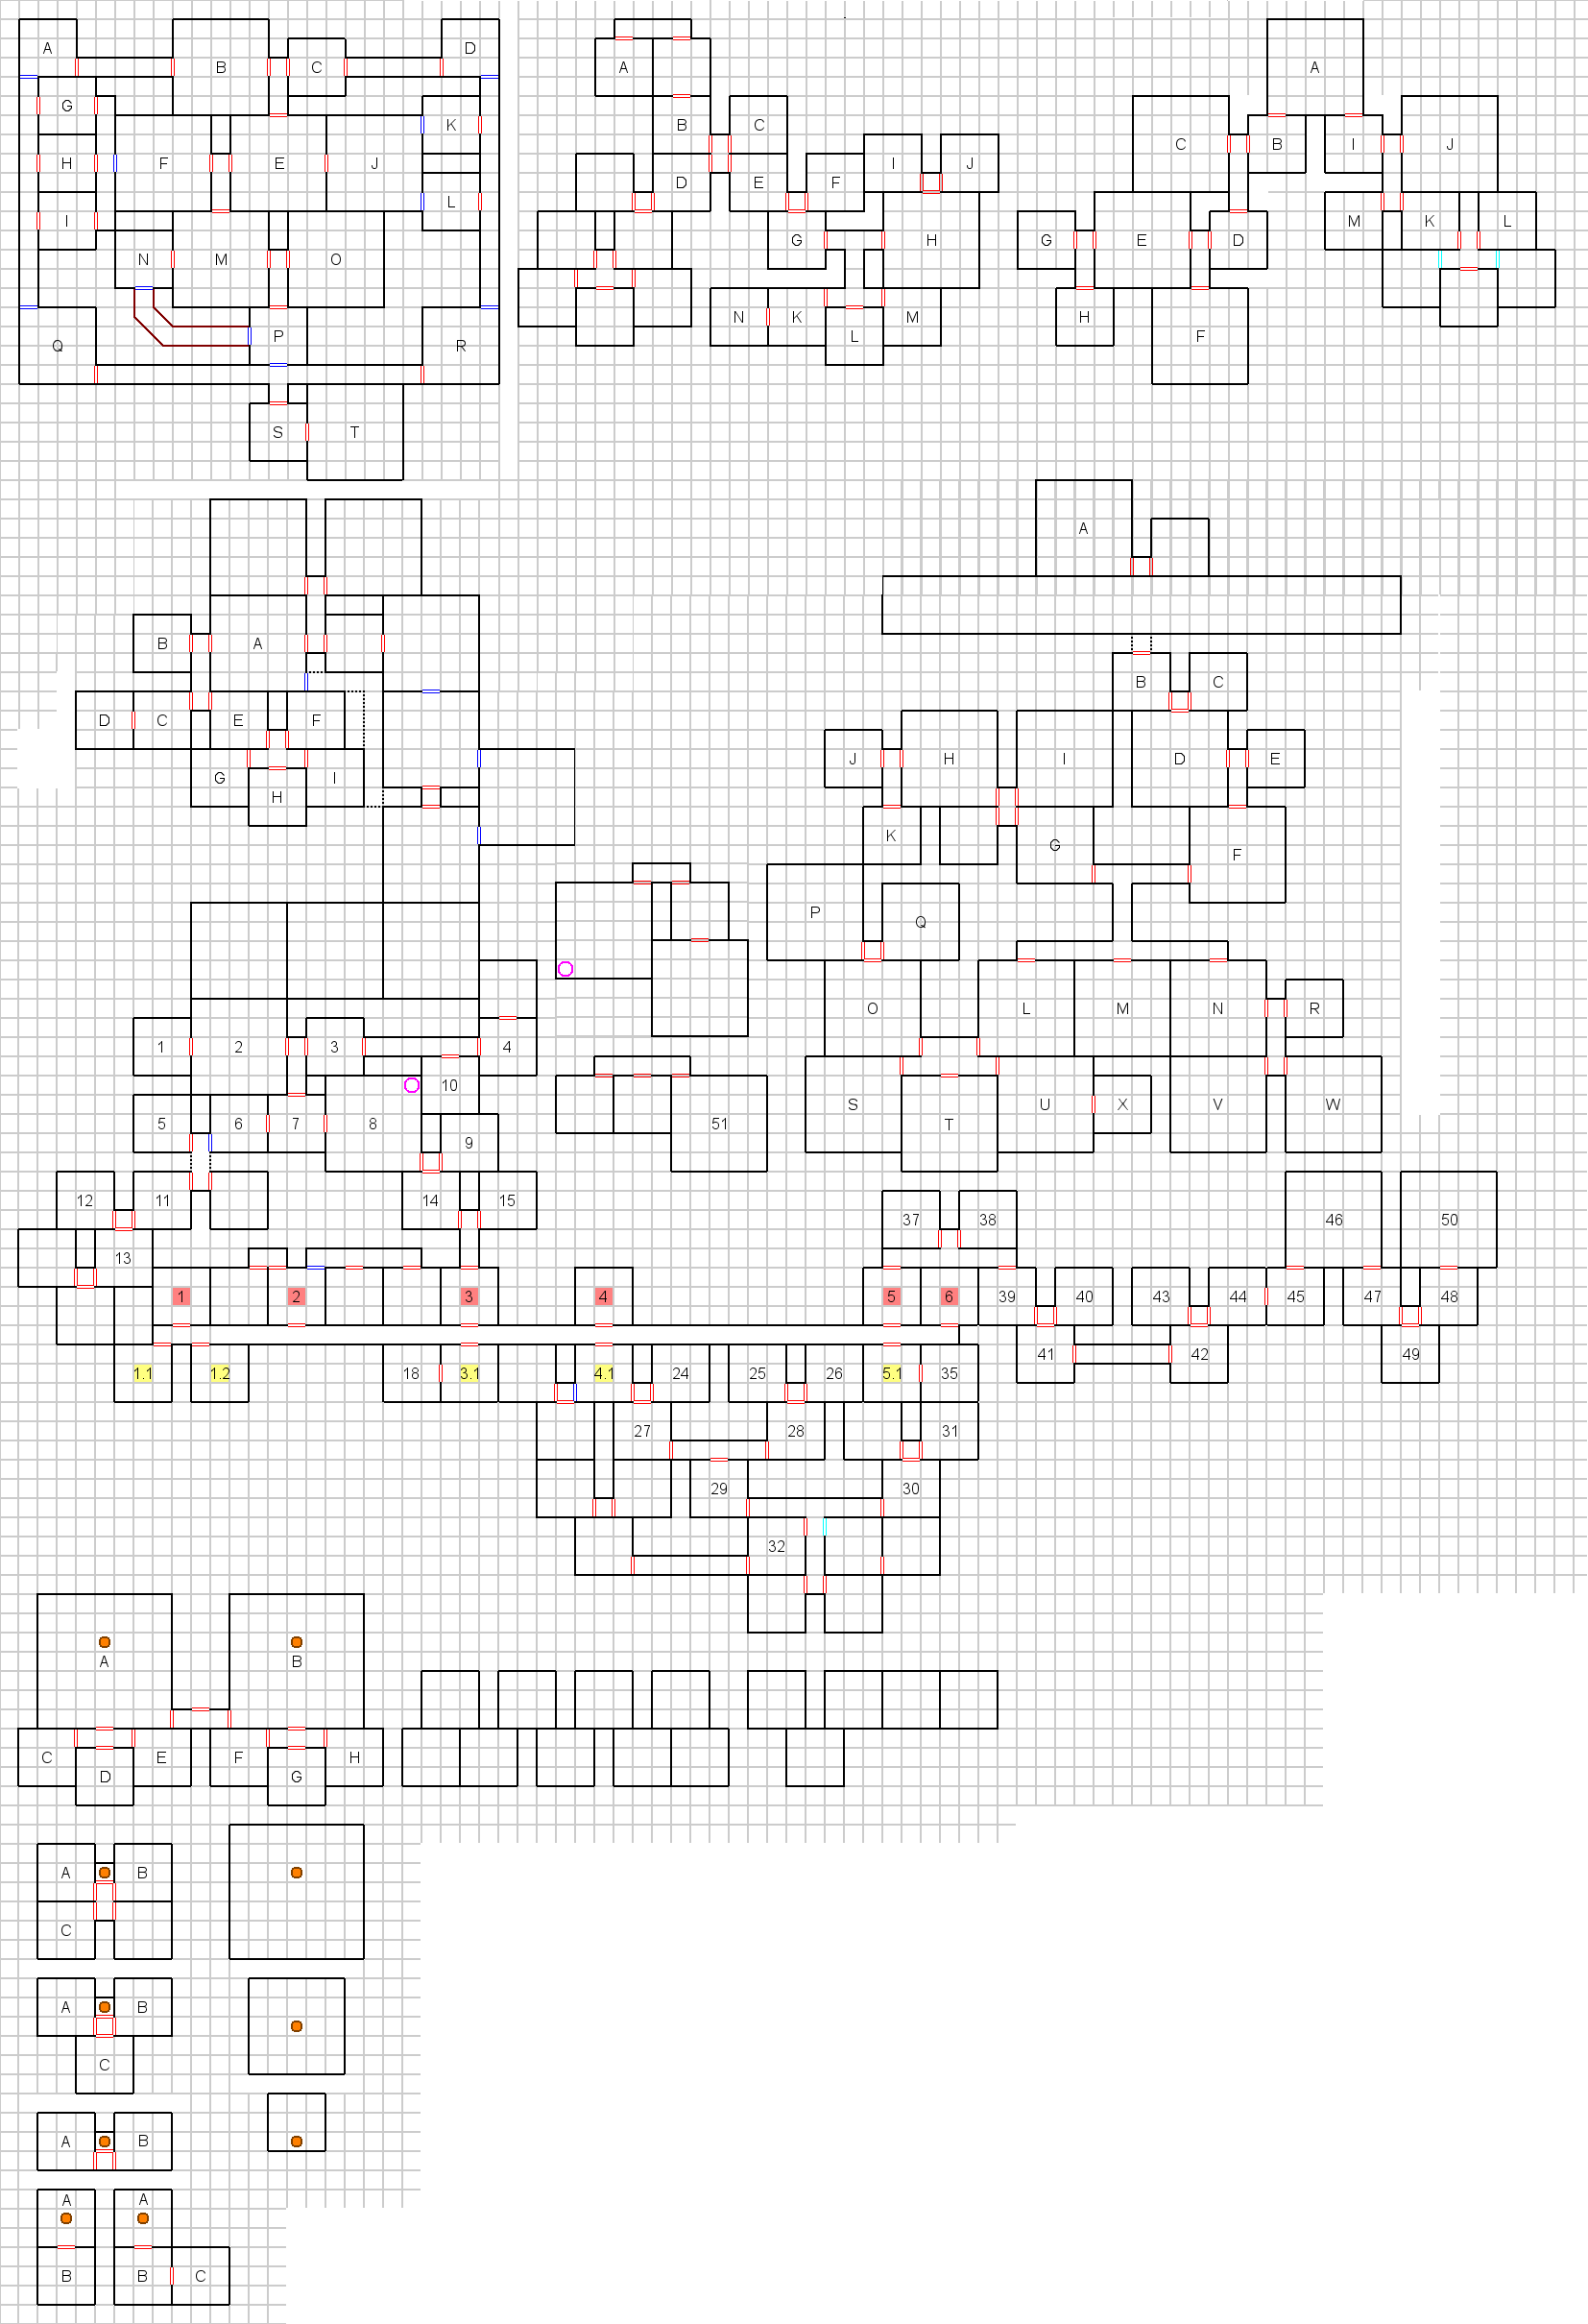 A
B
C
D
G
H
I
F
E
J
K
L
N
M
O
P
Q
R
S
T
A
B
C
D
E
F
I
J
G
H
N
K
L
M
A
C
B
I
J
G
E
D
M
K
L
H
F
B
A
D
C
E
F
G
H
I
A
B
C
J
H
I
D
E
K
G
F
P
Q
O
L
M
N
R
S
T
U
X
V
W
1
2
3
4
10
5
6
7
8
9
51
12
11
14
15
13
37
38
46
50
1
2
3
4
5
6
39
40
43
44
45
47
48
41
42
49
1.1
1.2
18
3.1
4.1
24
25
26
5.1
35
27
28
31
29
30
32
A
B
C
D
E
F
G
H
A
B
C
A
B
C
A
B
A
A
B
B
C